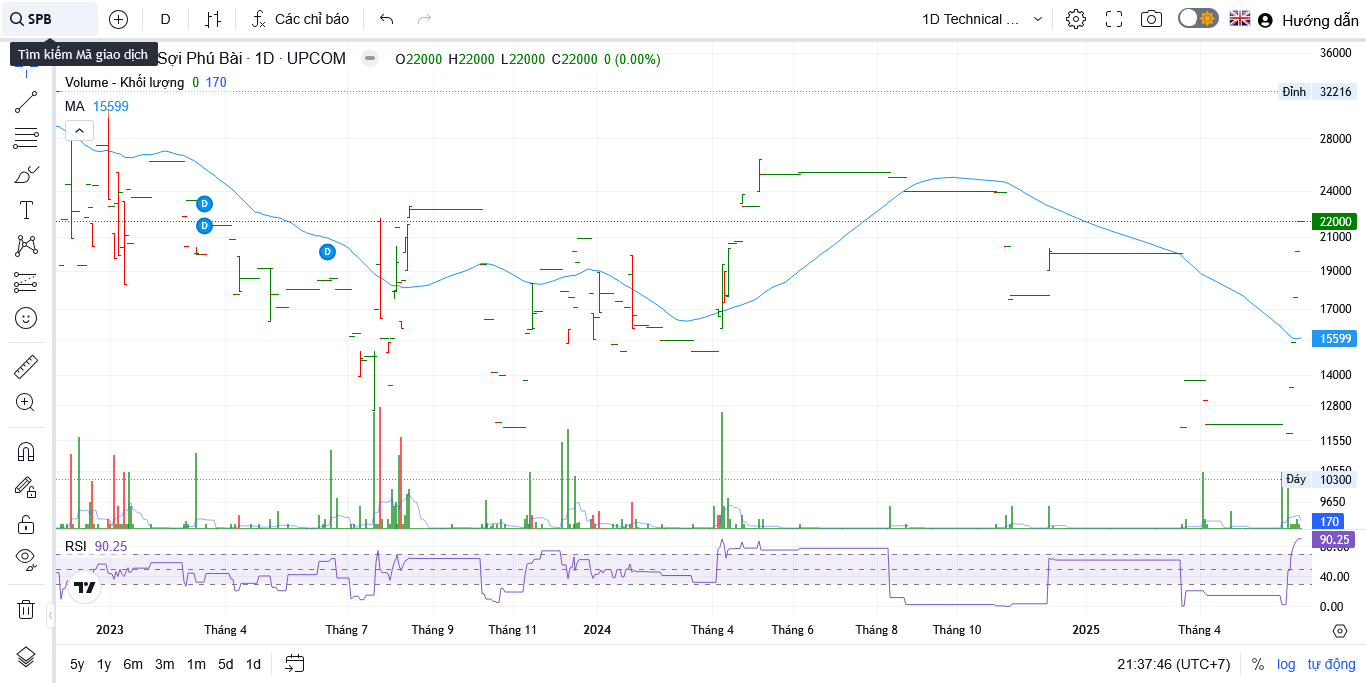 SPB
D
Các chỉ báo
1D Technical ...
Hướng dẫn
Tìm kiếm Mã giao dịch
Sợi Phú Bài · 1D · UPCOM
O22000 H22000 L22000 C22000 0 (0.00%)
Volume - Khối lượng 0 170
MA 15599
36000
Đỉnh 32216
28000
24000
22000
21000
19000
17000
15599
14000
12800
11550
10550
Đáy 10300
9650
170
D
D
D
RSI 90.25
90.25
80.00
40.00
0.00
2023
Tháng 4
Tháng 7
Tháng 9
Tháng 11
2024
Tháng 4
Tháng 6
Tháng 8
Tháng 10
2025
Tháng 4
5y 1y 6m 3m 1m 5d 1d
21:37:46 (UTC+7)
% log tự động